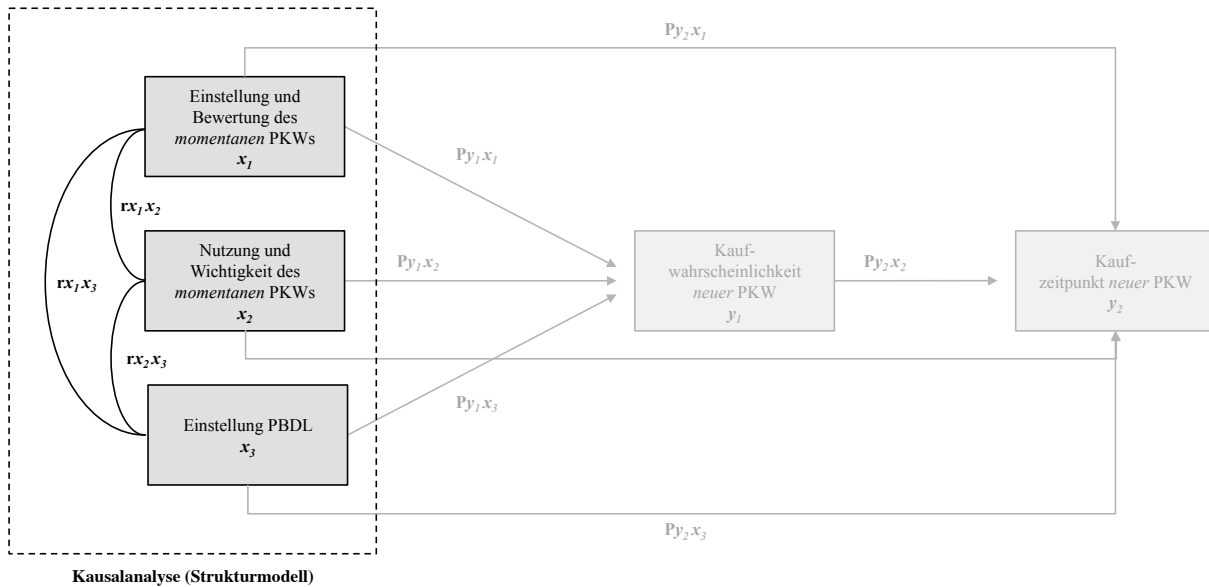 Py₂x₁
Einstellung und
Bewertung des
momentanen PKWs
x₁
Py₁x₁
rx₁x₂
Nutzung und
Wichtigkeit des
momentanen PKWs
x₂
Py₁x₂
Kauf-
wahrscheinlichkeit
neuer PKW
y₁
Py₂x₂
Kauf-
zeitpunkt neuer PKW
y₂
rx₁x₃
rx₂x₃
Py₁x₃
Einstellung PBDL
x₃
Py₂x₃
Kausalanalyse (Strukturmodell)